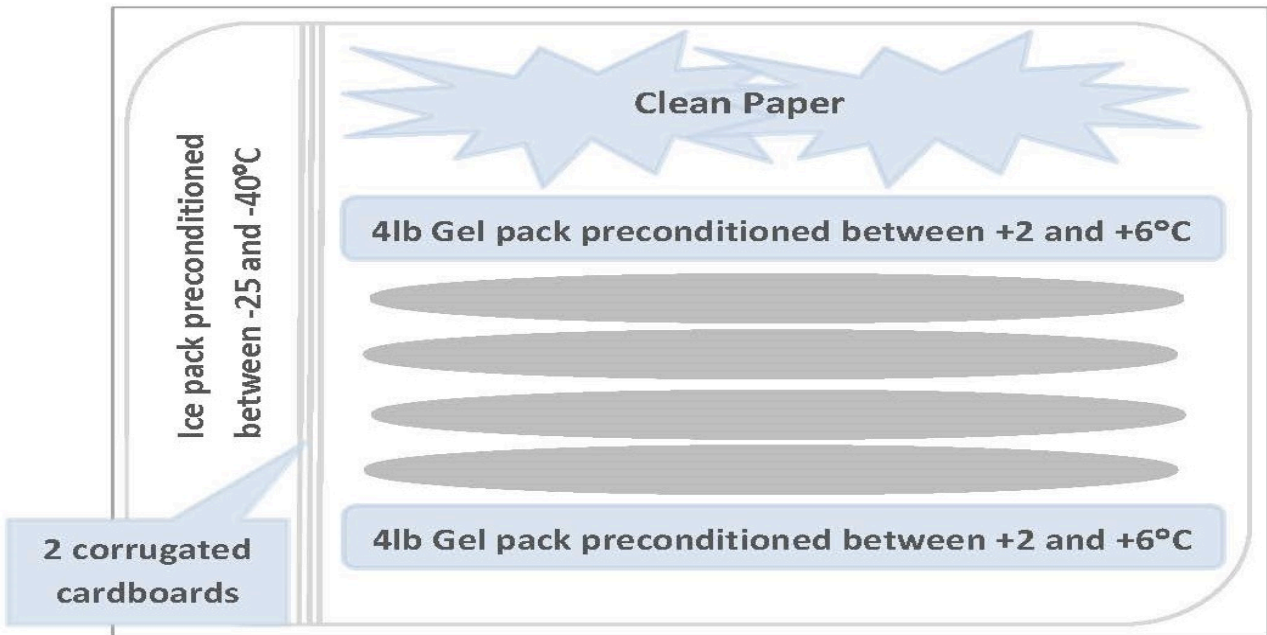 Clean Paper
Ice pack preconditioned
between -25 and -40°C
4lb Gel pack preconditioned between +2 and +6°C
4lb Gel pack preconditioned between +2 and +6°C
2 corrugated
cardboards